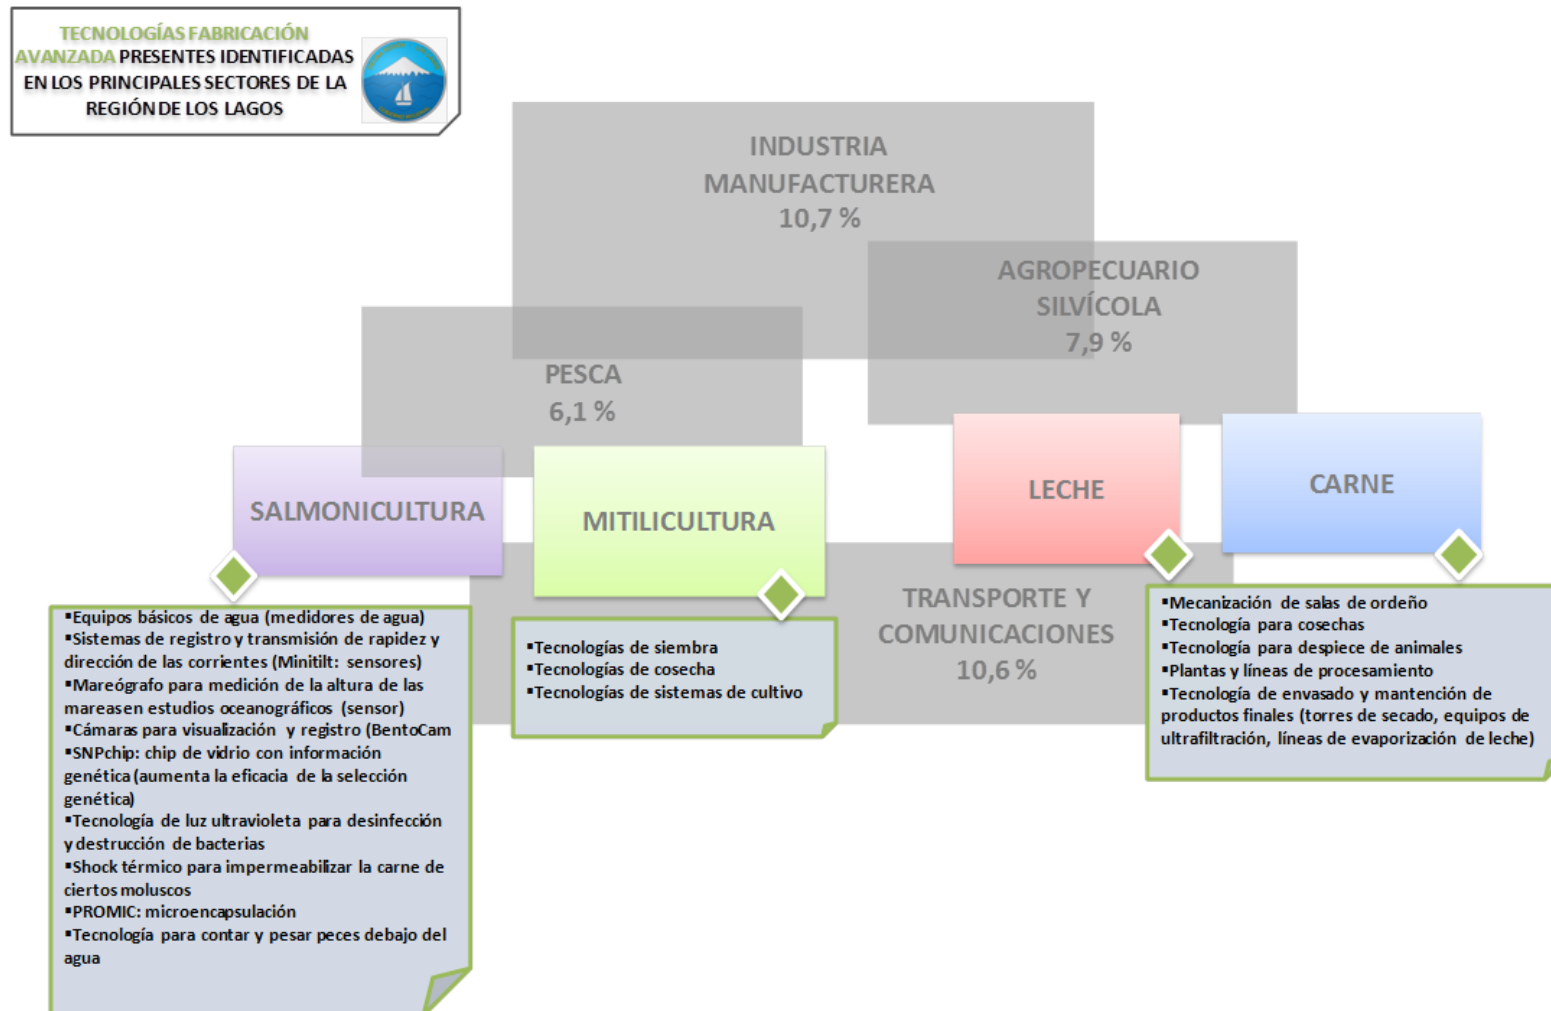 TECNOLOGÍAS FABRICACIÓN
AVANZADA PRESENTES IDENTIFICADAS
EN LOS PRINCIPALES SECTORES DE LA
REGIÓN DE LOS LAGOS
INDUSTRIA
MANUFACTURERA
10,7 %
AGROPECUARIO
SILVÍCOLA
7,9 %
PESCA
6,1 %
SALMONICULTURA
MITILICULTURA
LECHE
CARNE
TRANSPORTE Y
COMUNICACIONES
10,6 %
▪Equipos básicos de agua (medidores de agua)
▪Sistemas de registro y transmisión de rapidez y
dirección de las corrientes (Minitilt: sensores)
▪Mareógrafo para medición de la altura de las
mareas en estudios oceanográficos (sensor)
▪Cámaras para visualización y registro (BentoCam
▪SNPchip: chip de vidrio con información
genética (aumenta la eficacia de la selección
genética)
▪Tecnología de luz ultravioleta para desinfección
y destrucción de bacterias
▪Shock térmico para impermeabilizar la carne de
ciertos moluscos
▪PROMIC: microencapsulación
▪Tecnología para contar y pesar peces debajo del
agua
▪Tecnologías de siembra
▪Tecnologías de cosecha
▪Tecnologías de sistemas de cultivo
▪Mecanización de salas de ordeño
▪Tecnología para cosechas
▪Tecnología para despiece de animales
▪Plantas y líneas de procesamiento
▪Tecnología de envasado y mantención de
productos finales (torres de secado, equipos de
ultrafiltración, líneas de evaporización de leche)